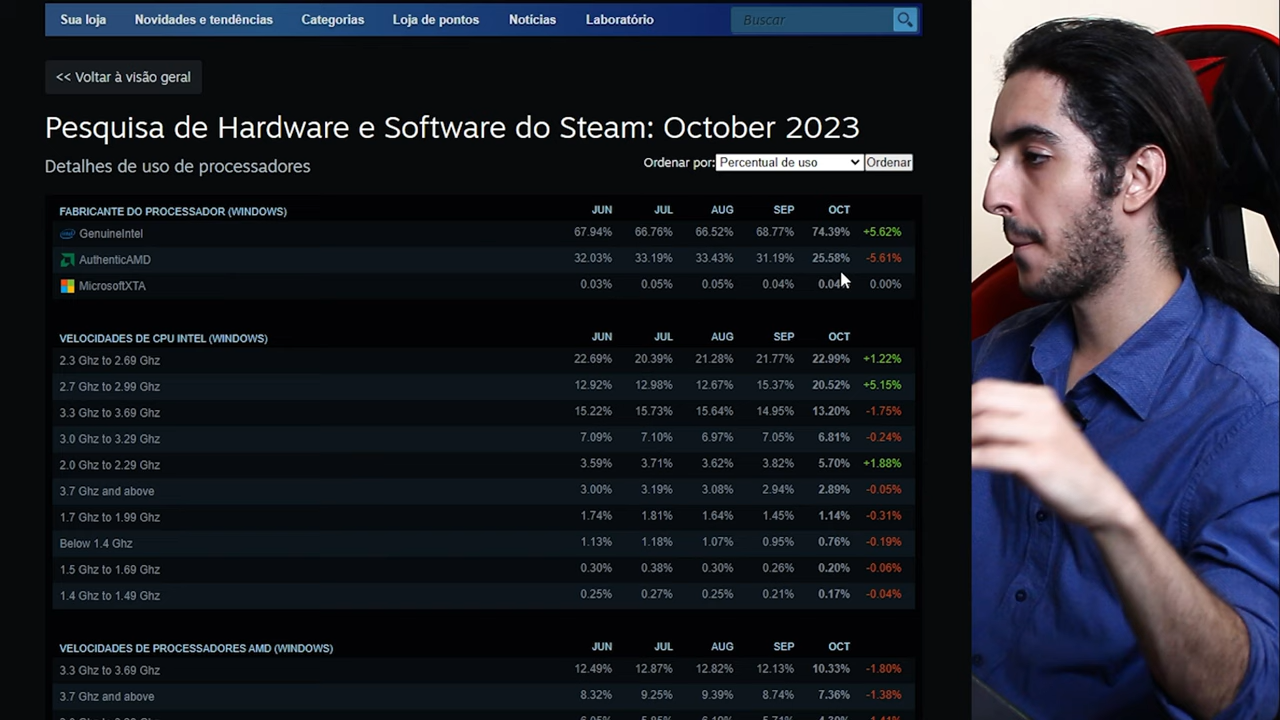 Sua loja Novidades e tendências Categorias Loja de pontos Notícias Laboratório Buscar
<< Voltar à visão geral
Pesquisa de Hardware e Software do Steam: October 2023
Detalhes de uso de processadores Ordenar por: Percentual de uso Ordenar
FABRICANTE DO PROCESSADOR (WINDOWS) JUN JUL AUG SEP OCT
GenuineIntel 67.94% 66.76% 66.52% 68.77% 74.39% +5.62%
AuthenticAMD 32.03% 33.19% 33.43% 31.19% 25.58% -5.61%
MicrosoftXTA 0.03% 0.05% 0.05% 0.04% 0.04% 0.00%
VELOCIDADES DE CPU INTEL (WINDOWS) JUN JUL AUG SEP OCT
2.3 Ghz to 2.69 Ghz 22.69% 20.39% 21.28% 21.77% 22.99% +1.22%
2.7 Ghz to 2.99 Ghz 12.92% 12.98% 12.67% 15.37% 20.52% +5.15%
3.3 Ghz to 3.69 Ghz 15.22% 15.73% 15.64% 14.95% 13.20% -1.75%
3.0 Ghz to 3.29 Ghz 7.09% 7.10% 6.97% 7.05% 6.81% -0.24%
2.0 Ghz to 2.29 Ghz 3.59% 3.71% 3.62% 3.82% 5.70% +1.88%
3.7 Ghz and above 3.00% 3.19% 3.08% 2.94% 2.89% -0.05%
1.7 Ghz to 1.99 Ghz 1.74% 1.81% 1.64% 1.45% 1.14% -0.31%
Below 1.4 Ghz 1.13% 1.18% 1.07% 0.95% 0.76% -0.19%
1.5 Ghz to 1.69 Ghz 0.30% 0.38% 0.30% 0.26% 0.20% -0.06%
1.4 Ghz to 1.49 Ghz 0.25% 0.27% 0.25% 0.21% 0.17% -0.04%
VELOCIDADES DE PROCESSADORES AMD (WINDOWS) JUN JUL AUG SEP OCT
3.3 Ghz to 3.69 Ghz 12.49% 12.87% 12.82% 12.13% 10.33% -1.80%
3.7 Ghz and above 8.32% 9.25% 9.39% 8.74% 7.36% -1.38%